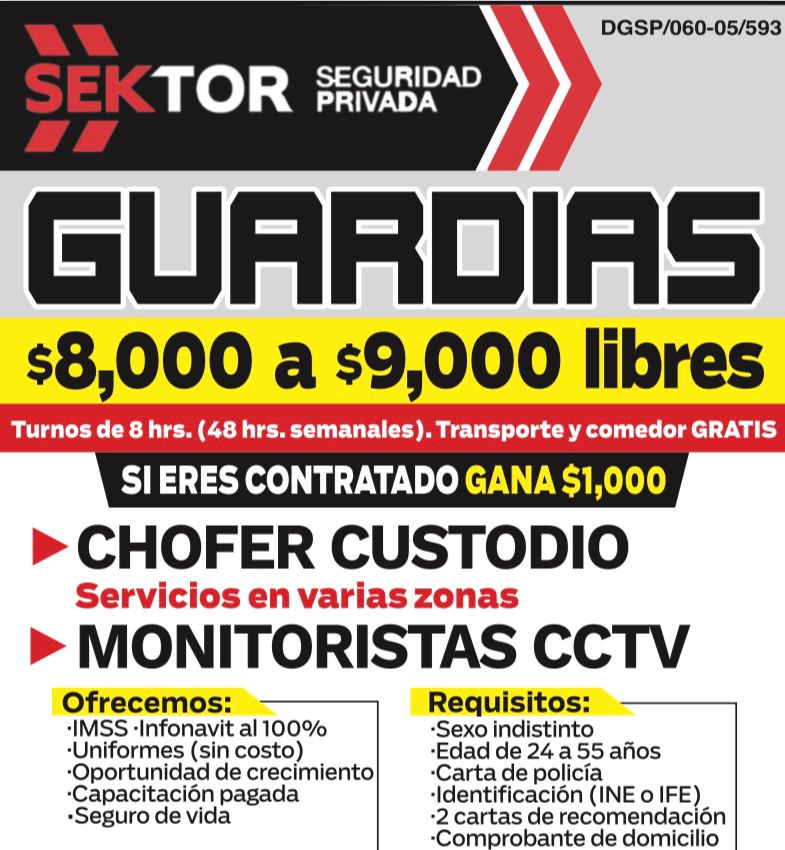 DGSP/060-05/593
SEKTOR SEGURIDAD PRIVADA
GUARDIAS
$8,000 a $9,000 libres
Turnos de 8 hrs. (48 hrs. semanales). Transporte y comedor GRATIS
SI ERES CONTRATADO GANA $1,000
CHOFER CUSTODIO
Servicios en varias zonas
MONITORISTAS CCTV
Ofrecemos:
·IMSS ·Infonavit al 100%
·Uniformes (sin costo)
·Oportunidad de crecimiento
·Capacitación pagada
·Seguro de vida
Requisitos:
·Sexo indistinto
·Edad de 24 a 55 años
·Carta de policía
·Identificación (INE o IFE)
·2 cartas de recomendación
·Comprobante de domicilio